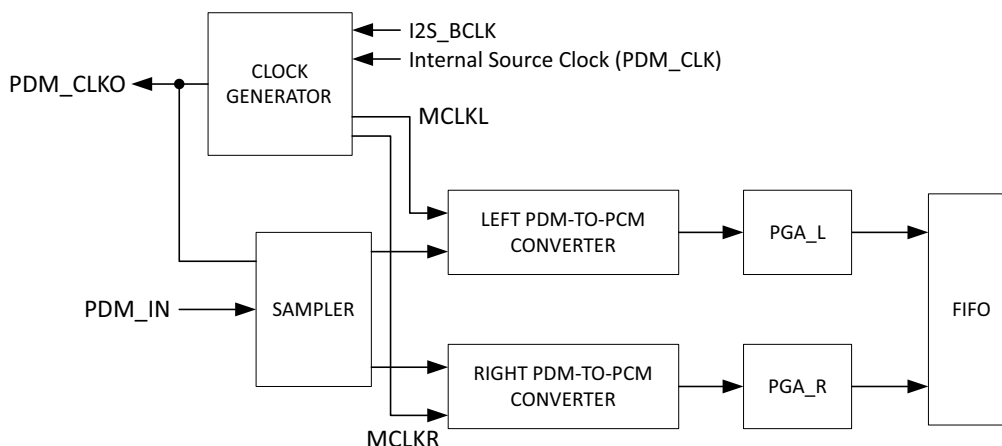 I2S_BCLK
Internal Source Clock (PDM_CLK)
PDM_CLKO
CLOCK
GENERATOR
MCLKL
LEFT PDM-TO-PCM
CONVERTER
PGA_L
PDM_IN
SAMPLER
FIFO
RIGHT PDM-TO-PCM
CONVERTER
PGA_R
MCLKR